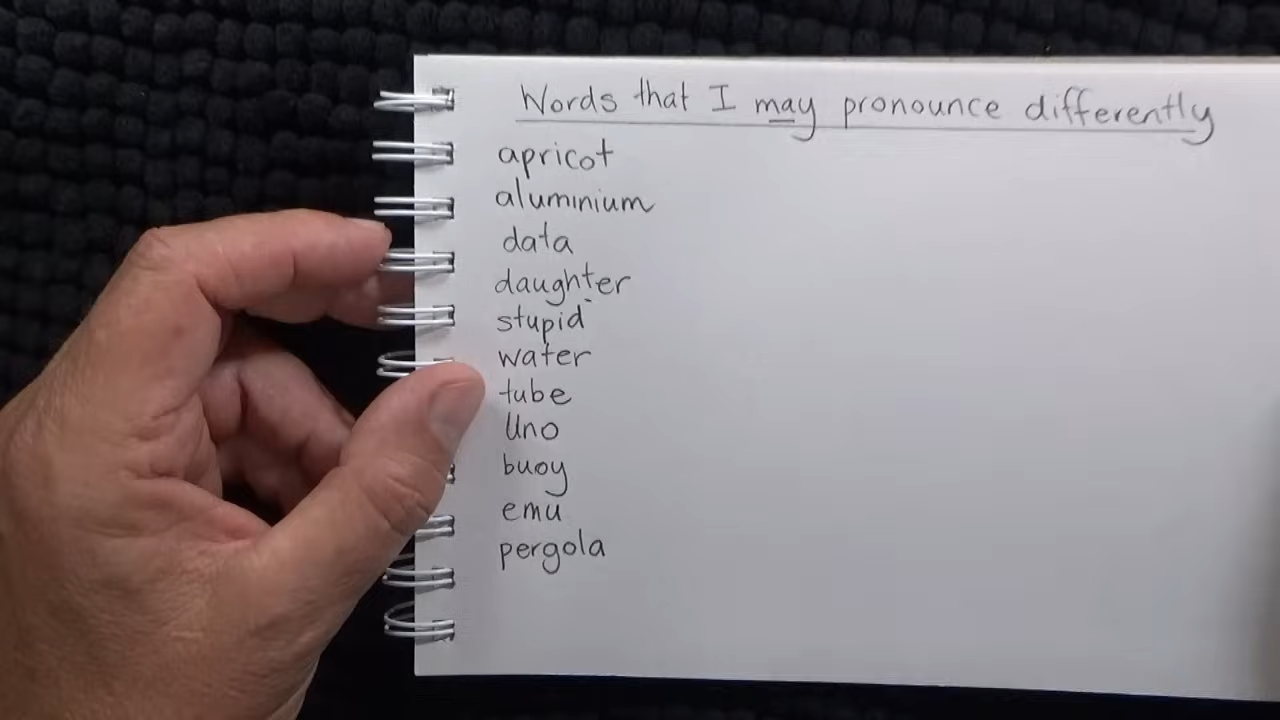 Words that I may pronounce differently
apricot
aluminium
data
daughter
stupid
water
tube
Uno
buoy
emu
pergola